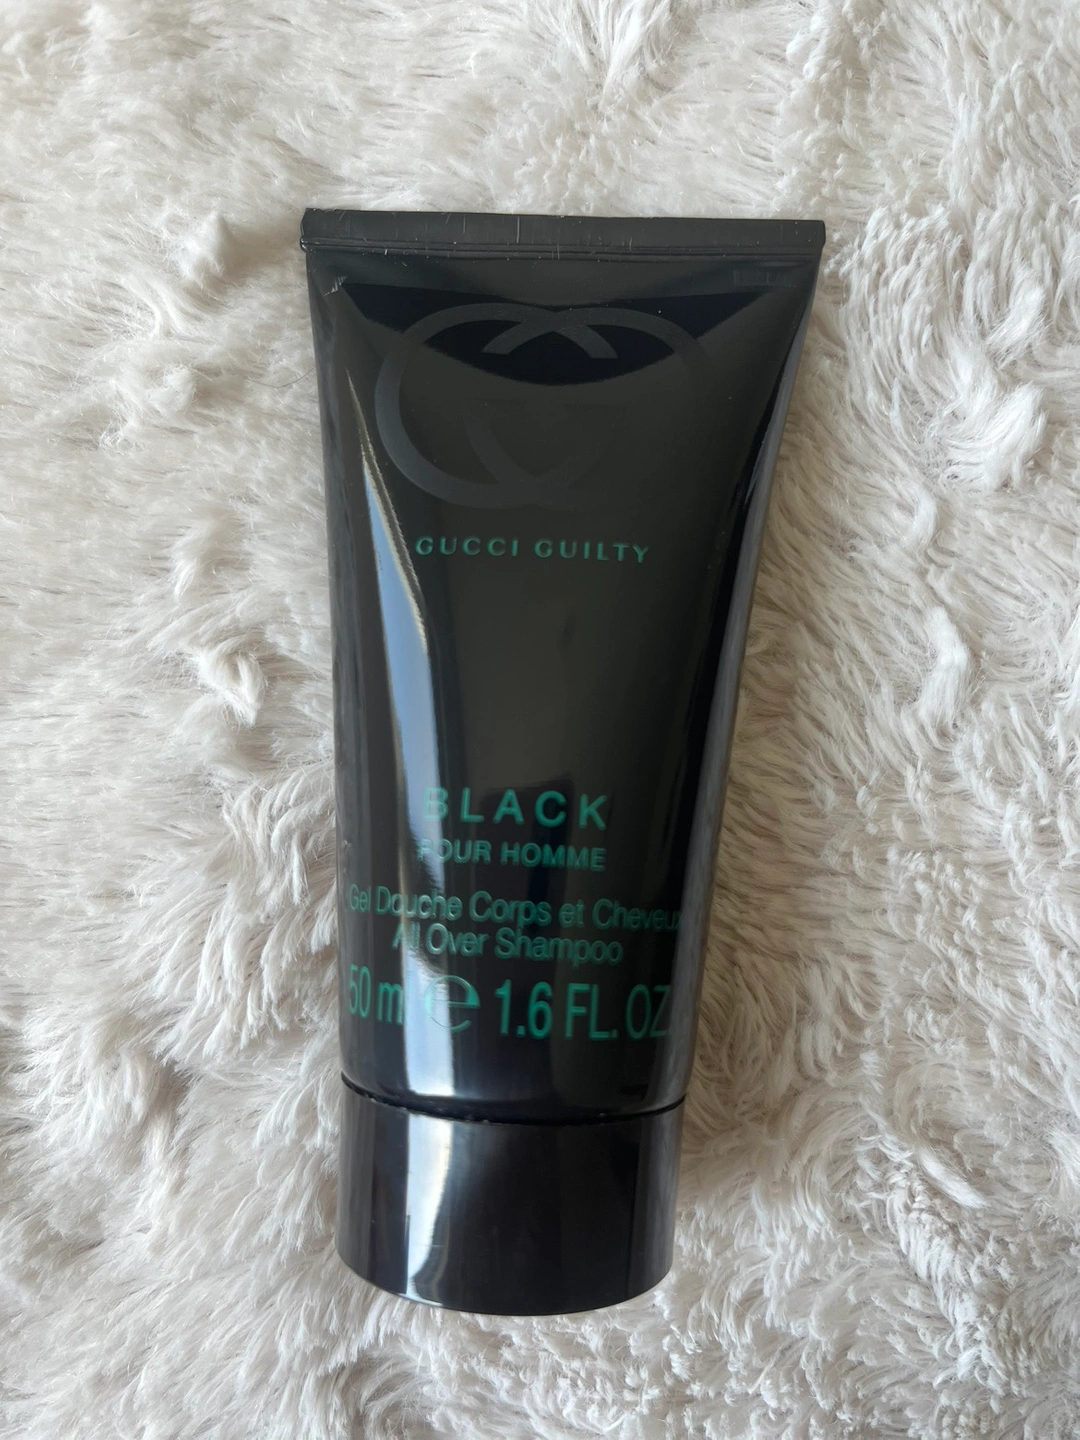 GUCCI GUILTY
BLACK
POUR HOMME
Gel Douche Corps et Cheveux
All Over Shampoo
50 ml e 1.6 FL. OZ